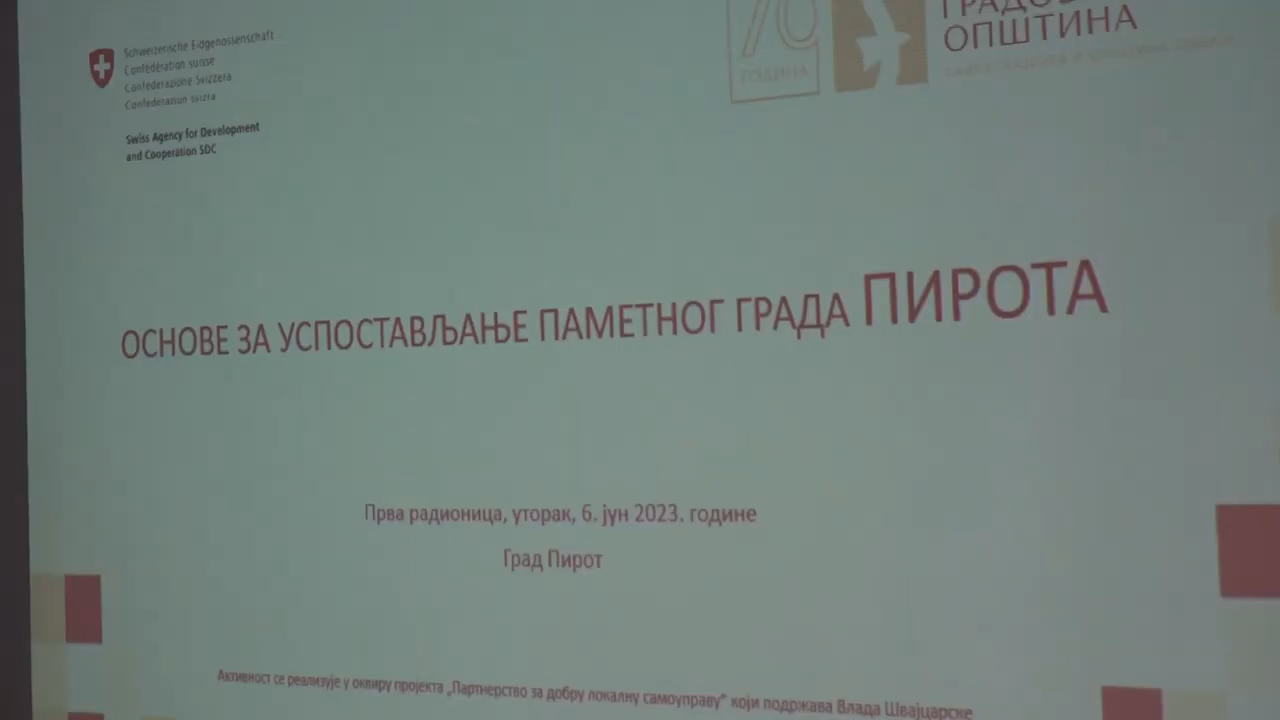 Schweizerische Eidgenossenschaft
Confédération suisse
Confederazione Svizzera
Confederaziun svizra
Swiss Agency for Development
and Cooperation SDC
70
ГОДИНА
ОПШТИНА
ОСНОВЕ ЗА УСПОСТАВЉАЊЕ ПАМЕТНОГ ГРАДА ПИРОТА
Прва радионица, уторак, 6. јун 2023. године
Град Пирот
Активност се реализује у оквиру пројекта „Партнерство за добру локалну самоуправу“ који подржава Влада Швајцарске